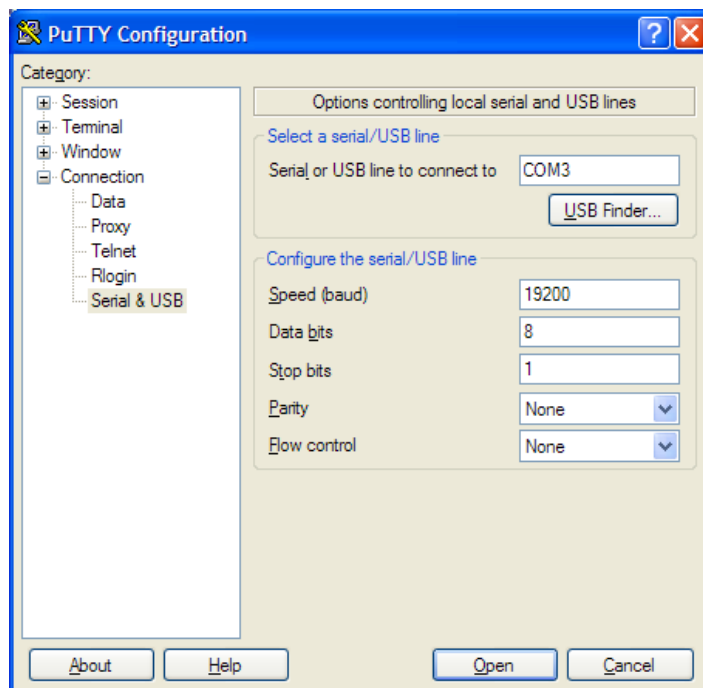 PuTTY Configuration
Category:
Session
Terminal
Window
Connection
Data
Proxy
Telnet
Rlogin
Serial & USB
Options controlling local serial and USB lines
Select a serial/USB line
Serial or USB line to connect to COM3
USB Finder...
Configure the serial/USB line
Speed (baud) 19200
Data bits 8
Stop bits 1
Parity None
Flow control None
About Help Open Cancel